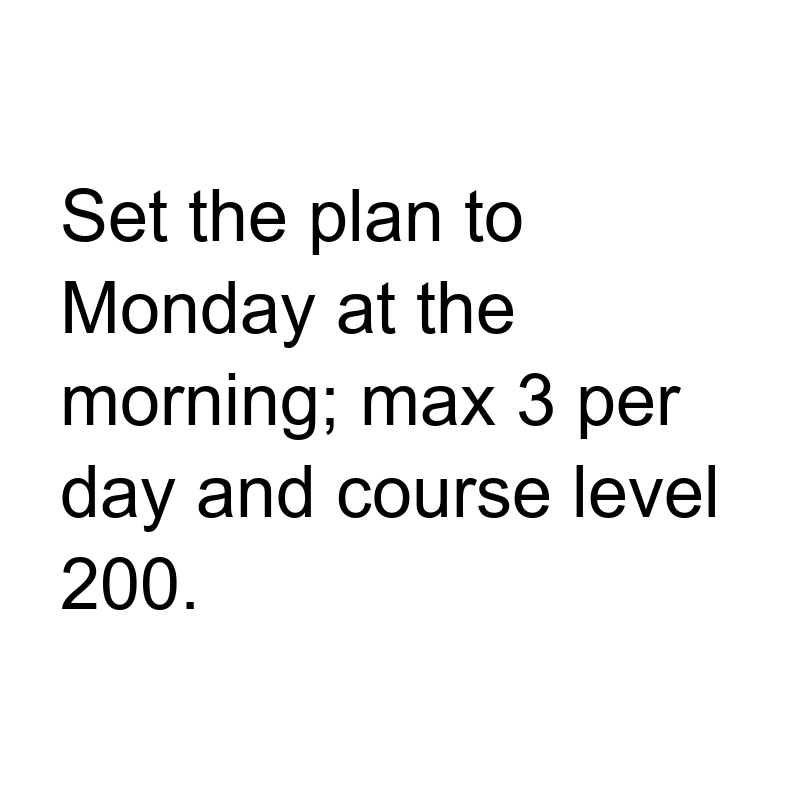 Set the plan to
Monday at the
morning; max 3 per
day and course level
200.